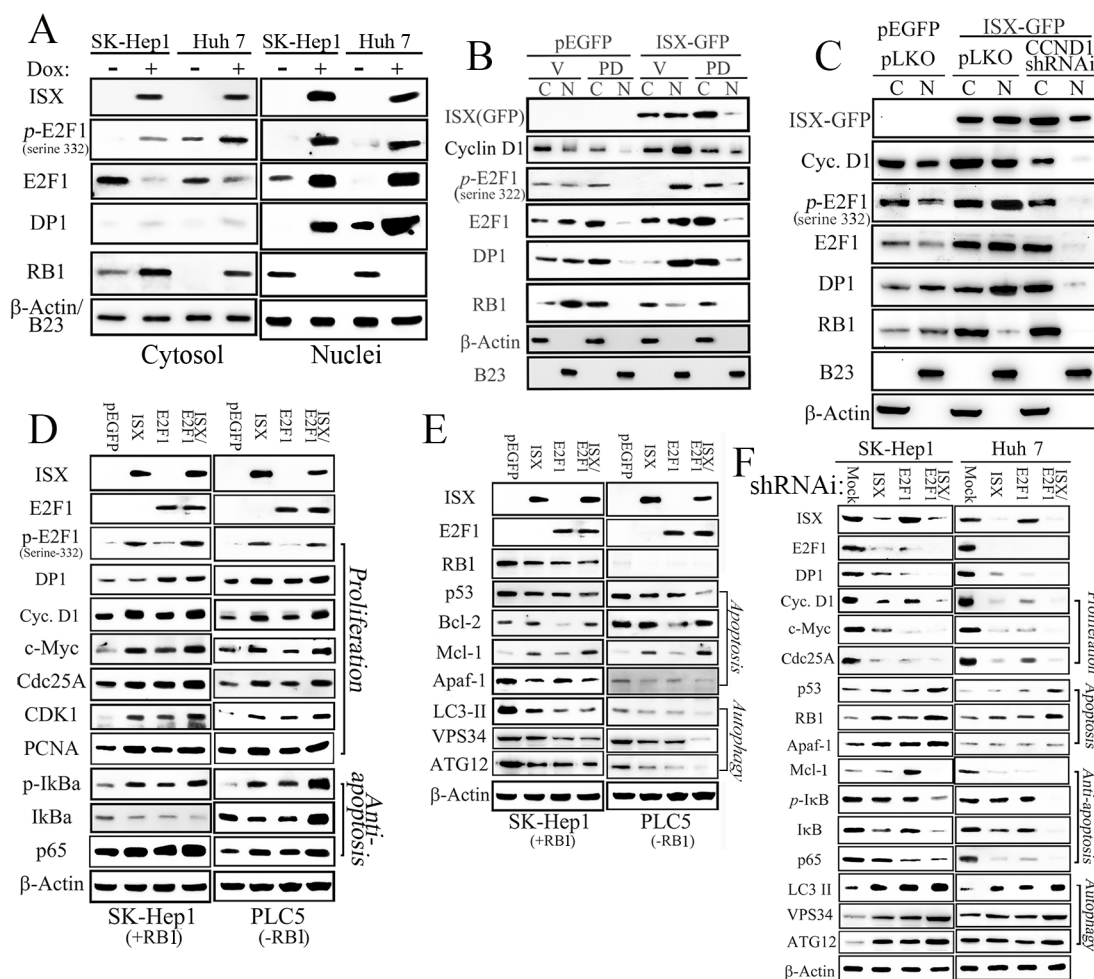 A
SK-Hep1 Huh 7 SK-Hep1 Huh 7
Dox: - + - + - + - +
ISX
p-E2F1
(serine 332)
E2F1
DP1
RB1
β-Actin/
B23
Cytosol Nuclei
B
pEGFP ISX-GFP
V PD V PD
C N C N C N C N
ISX(GFP)
Cyclin D1
p-E2F1
(serine 322)
E2F1
DP1
RB1
β-Actin
B23
C
pEGFP ISX-GFP
pLKO pLKO CCND1
shRNAi
C N C N C N
ISX-GFP
Cyc. D1
p-E2F1
(serine 332)
E2F1
DP1
RB1
B23
β-Actin
D
pEGFP ISX E2F1 ISX/
E2F1 pEGFP ISX E2F1 ISX/
E2F1
ISX
E2F1
p-E2F1
(Serine-332)
DP1
Cyc. D1
c-Myc
Cdc25A
CDK1
PCNA
Proliferation
p-IkBa
IkBa
p65
Anti-
apoptosis
β-Actin
SK-Hep1 PLC5
(+RB1) (-RB1)
E
pEGFP ISX E2F1 ISX/
E2F1 pEGFP ISX E2F1 ISX/
E2F1
ISX
E2F1
RB1
p53
Bcl-2
Mcl-1
Apaf-1
Apoptosis
LC3-II
VPS34
ATG12
Autophagy
β-Actin
SK-Hep1 PLC5
(+RB1) (-RB1)
F
SK-Hep1 Huh 7
shRNAi: Mock ISX E2F1 ISX/
E2F1 Mock ISX E2F1 ISX/
E2F1
ISX
E2F1
DP1
Cyc. D1
c-Myc
Cdc25A
Proliferation
p53
RB1
Apaf-1
Apoptosis
Mcl-1
p-IκB
IκB
p65
Anti-apoptosis
LC3 II
VPS34
ATG12
Autophagy
β-Actin